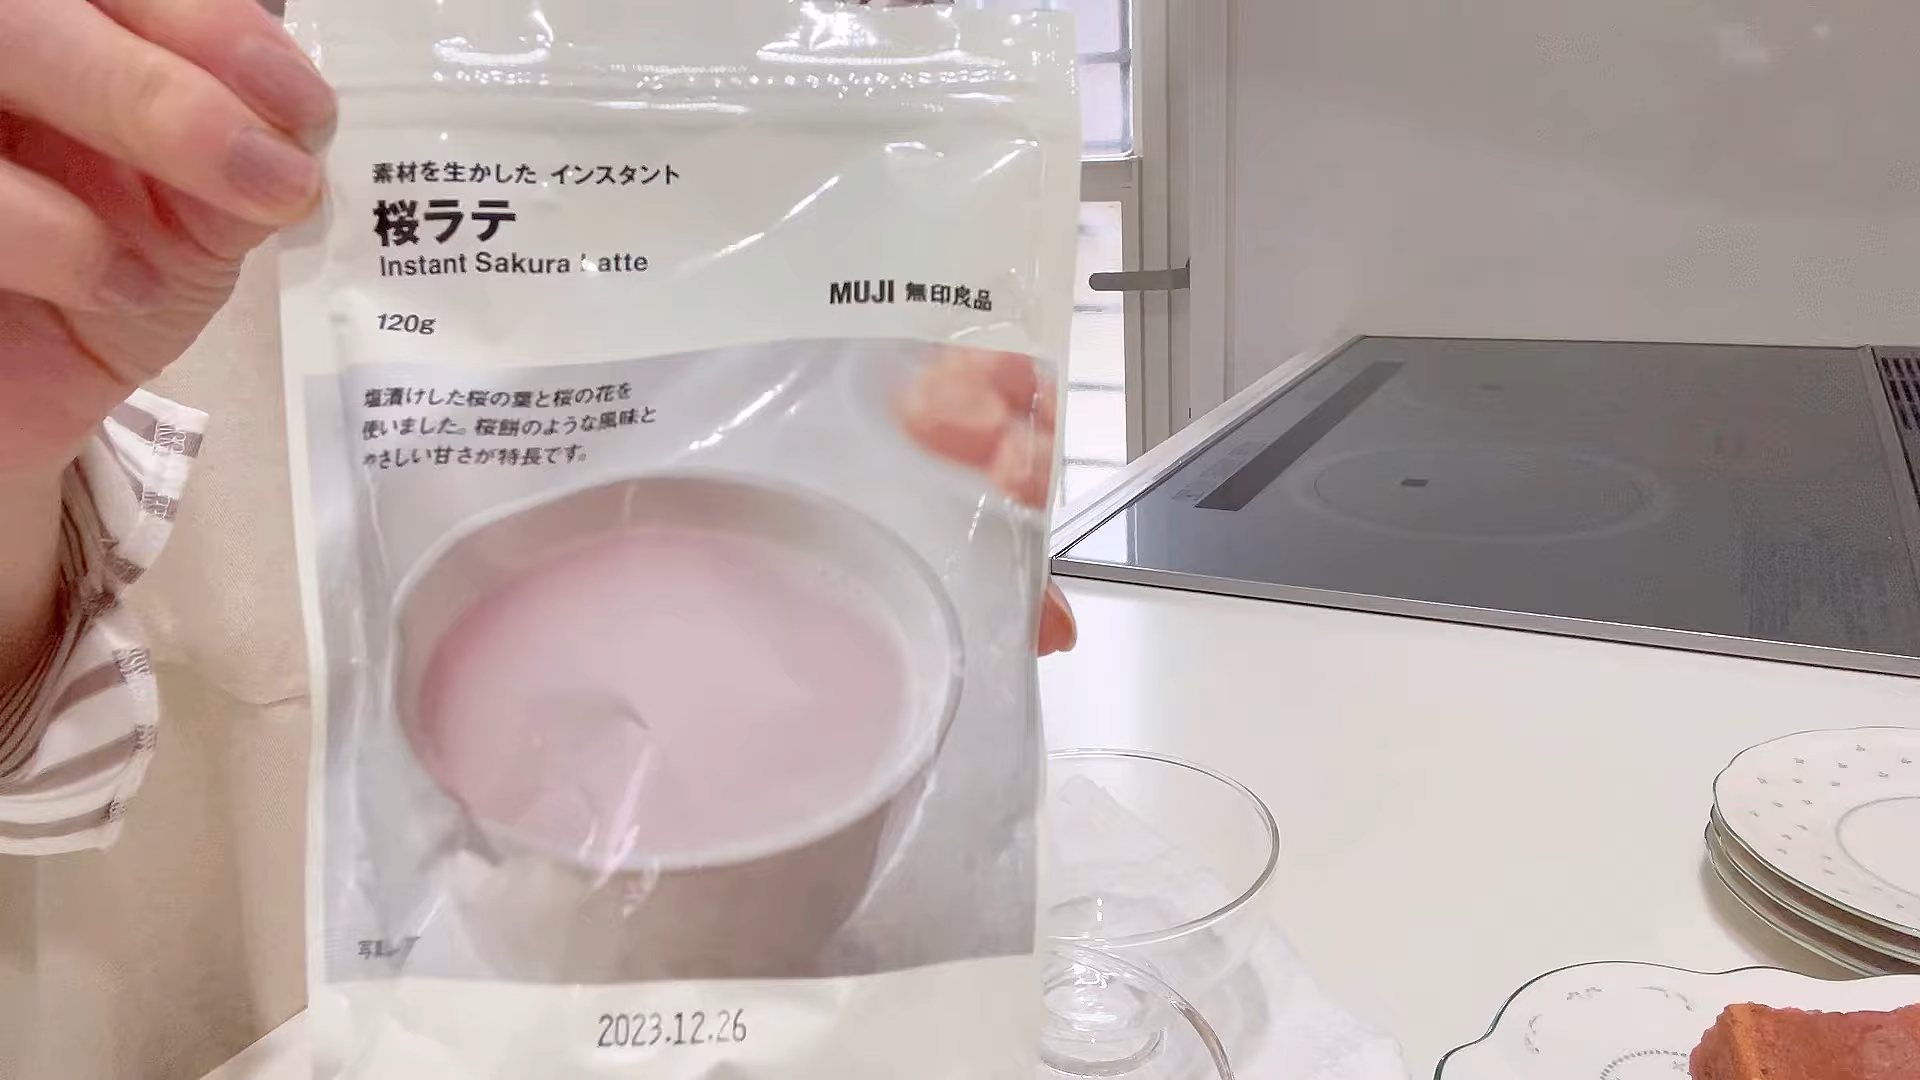 素材を生かした インスタント
桜ラテ
Instant Sakura Latte
MUJI 無印良品
120g
塩漬けした桜の葉と桜の花を
使いました。桜餅のような風味と
やさしい甘さが特長です。
2023.12.26